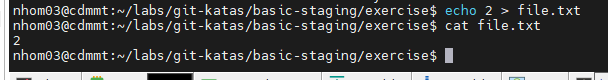 nhom03@cdmmt:~/labs/git-katas/basic-staging/exercise$ echo 2 > file.txt
nhom03@cdmmt:~/labs/git-katas/basic-staging/exercise$ cat file.txt
2
nhom03@cdmmt:~/labs/git-katas/basic-staging/exercise$